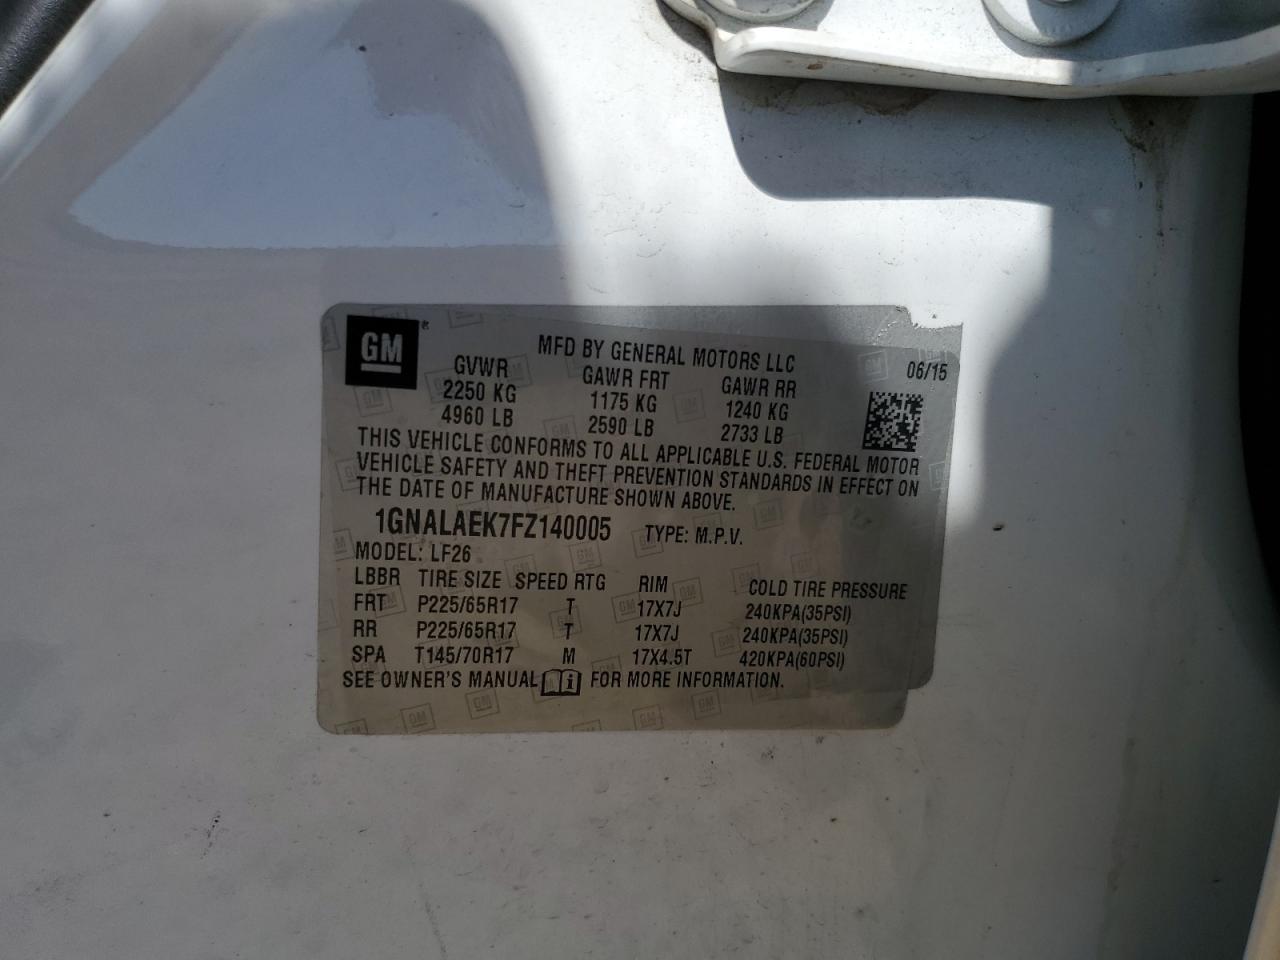 GM ®
MFD BY GENERAL MOTORS LLC 06/15
GVWR GAWR FRT GAWR RR
2250 KG 1175 KG 1240 KG
4960 LB 2590 LB 2733 LB
THIS VEHICLE CONFORMS TO ALL APPLICABLE U.S. FEDERAL MOTOR
VEHICLE SAFETY AND THEFT PREVENTION STANDARDS IN EFFECT ON
THE DATE OF MANUFACTURE SHOWN ABOVE.
1GNALAEK7FZ140005 TYPE: M.P.V.
MODEL: LF26
LBBR TIRE SIZE SPEED RTG RIM COLD TIRE PRESSURE
FRT P225/65R17 T 17X7J 240KPA(35PSI)
RR P225/65R17 T 17X7J 240KPA(35PSI)
SPA T145/70R17 M 17X4.5T 420KPA(60PSI)
SEE OWNER'S MANUAL i FOR MORE INFORMATION.